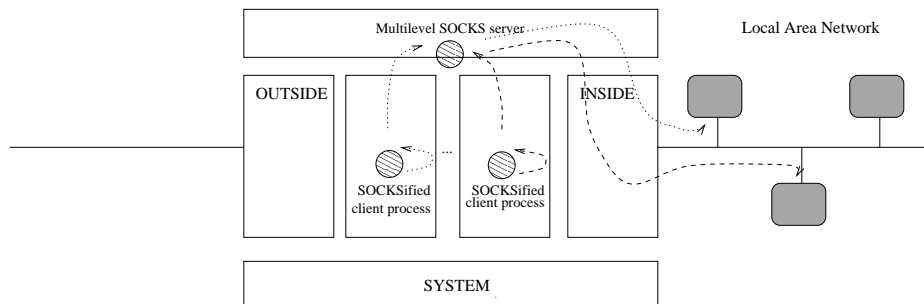 Multilevel SOCKS server
Local Area Network
OUTSIDE
INSIDE
...
SOCKSified
client process
SOCKSified
client process
SYSTEM